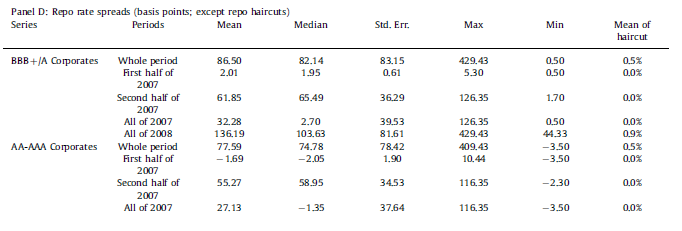 Panel D: Repo rate spreads (basis points; except repo haircuts)
Series Periods Mean Median Std. Err. Max Min Mean of
haircut
BBB+/A Corporates Whole period 86.50 82.14 83.15 429.43 0.50 0.5%
First half of 2.01 1.95 0.61 5.30 0.50 0.0%
2007
Second half of 61.85 65.49 36.29 126.35 1.70 0.0%
2007
All of 2007 32.28 2.70 39.53 126.35 0.50 0.0%
All of 2008 136.19 103.63 81.61 429.43 44.33 0.9%
AA-AAA Corporates Whole period 77.59 74.78 78.42 409.43 −3.50 0.5%
First half of −1.69 −2.05 1.90 10.44 −3.50 0.0%
2007
Second half of 55.27 58.95 34.53 116.35 −2.30 0.0%
2007
All of 2007 27.13 −1.35 37.64 116.35 −3.50 0.0%